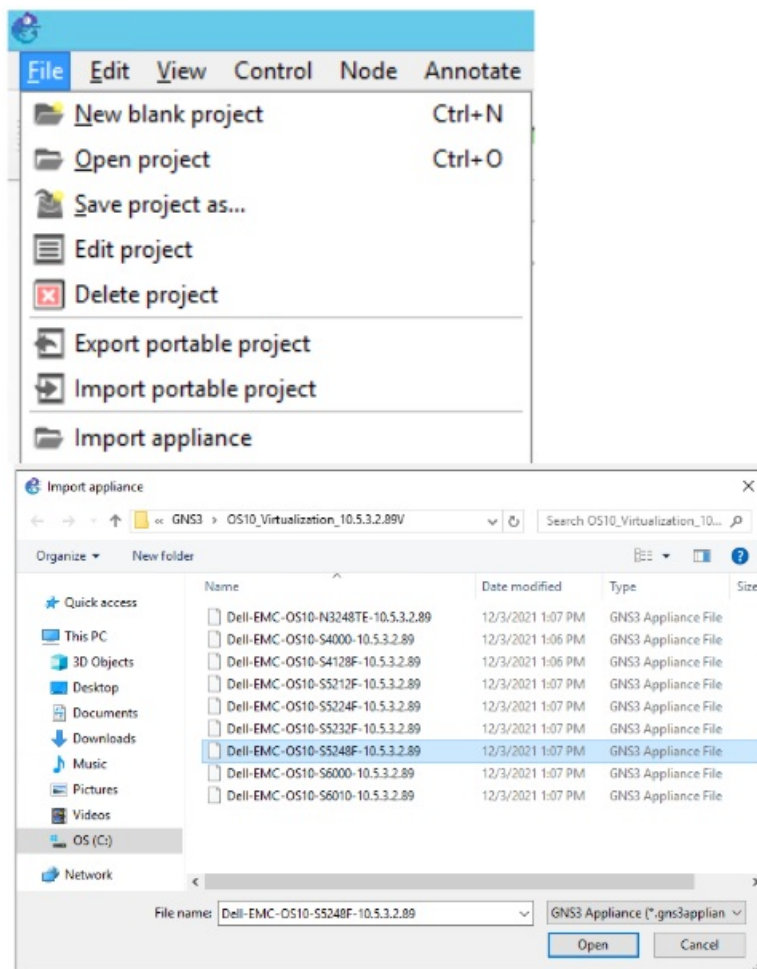 File Edit View Control Node Annotate
New blank project Ctrl+N
Open project Ctrl+O
Save project as...
Edit project
Delete project
Export portable project
Import portable project
Import appliance
Import appliance
« GNS3 › OS10_Virtualization_10.5.3.2.89V Search OS10_Virtualization_10...
Organize New folder
Name Date modified Type Size
Quick access
This PC
3D Objects
Desktop
Documents
Downloads
Music
Pictures
Videos
OS (C:)
Network
Dell-EMC-OS10-N3248TE-10.5.3.2.89 12/3/2021 1:07 PM GNS3 Appliance File
Dell-EMC-OS10-S4000-10.5.3.2.89 12/3/2021 1:06 PM GNS3 Appliance File
Dell-EMC-OS10-S4128F-10.5.3.2.89 12/3/2021 1:06 PM GNS3 Appliance File
Dell-EMC-OS10-S5212F-10.5.3.2.89 12/3/2021 1:07 PM GNS3 Appliance File
Dell-EMC-OS10-S5224F-10.5.3.2.89 12/3/2021 1:07 PM GNS3 Appliance File
Dell-EMC-OS10-S5232F-10.5.3.2.89 12/3/2021 1:07 PM GNS3 Appliance File
Dell-EMC-OS10-S5248F-10.5.3.2.89 12/3/2021 1:07 PM GNS3 Appliance File
Dell-EMC-OS10-S6000-10.5.3.2.89 12/3/2021 1:07 PM GNS3 Appliance File
Dell-EMC-OS10-S6010-10.5.3.2.89 12/3/2021 1:07 PM GNS3 Appliance File
File name: Dell-EMC-OS10-S5248F-10.5.3.2.89 GNS3 Appliance (*.gns3applian
Open Cancel